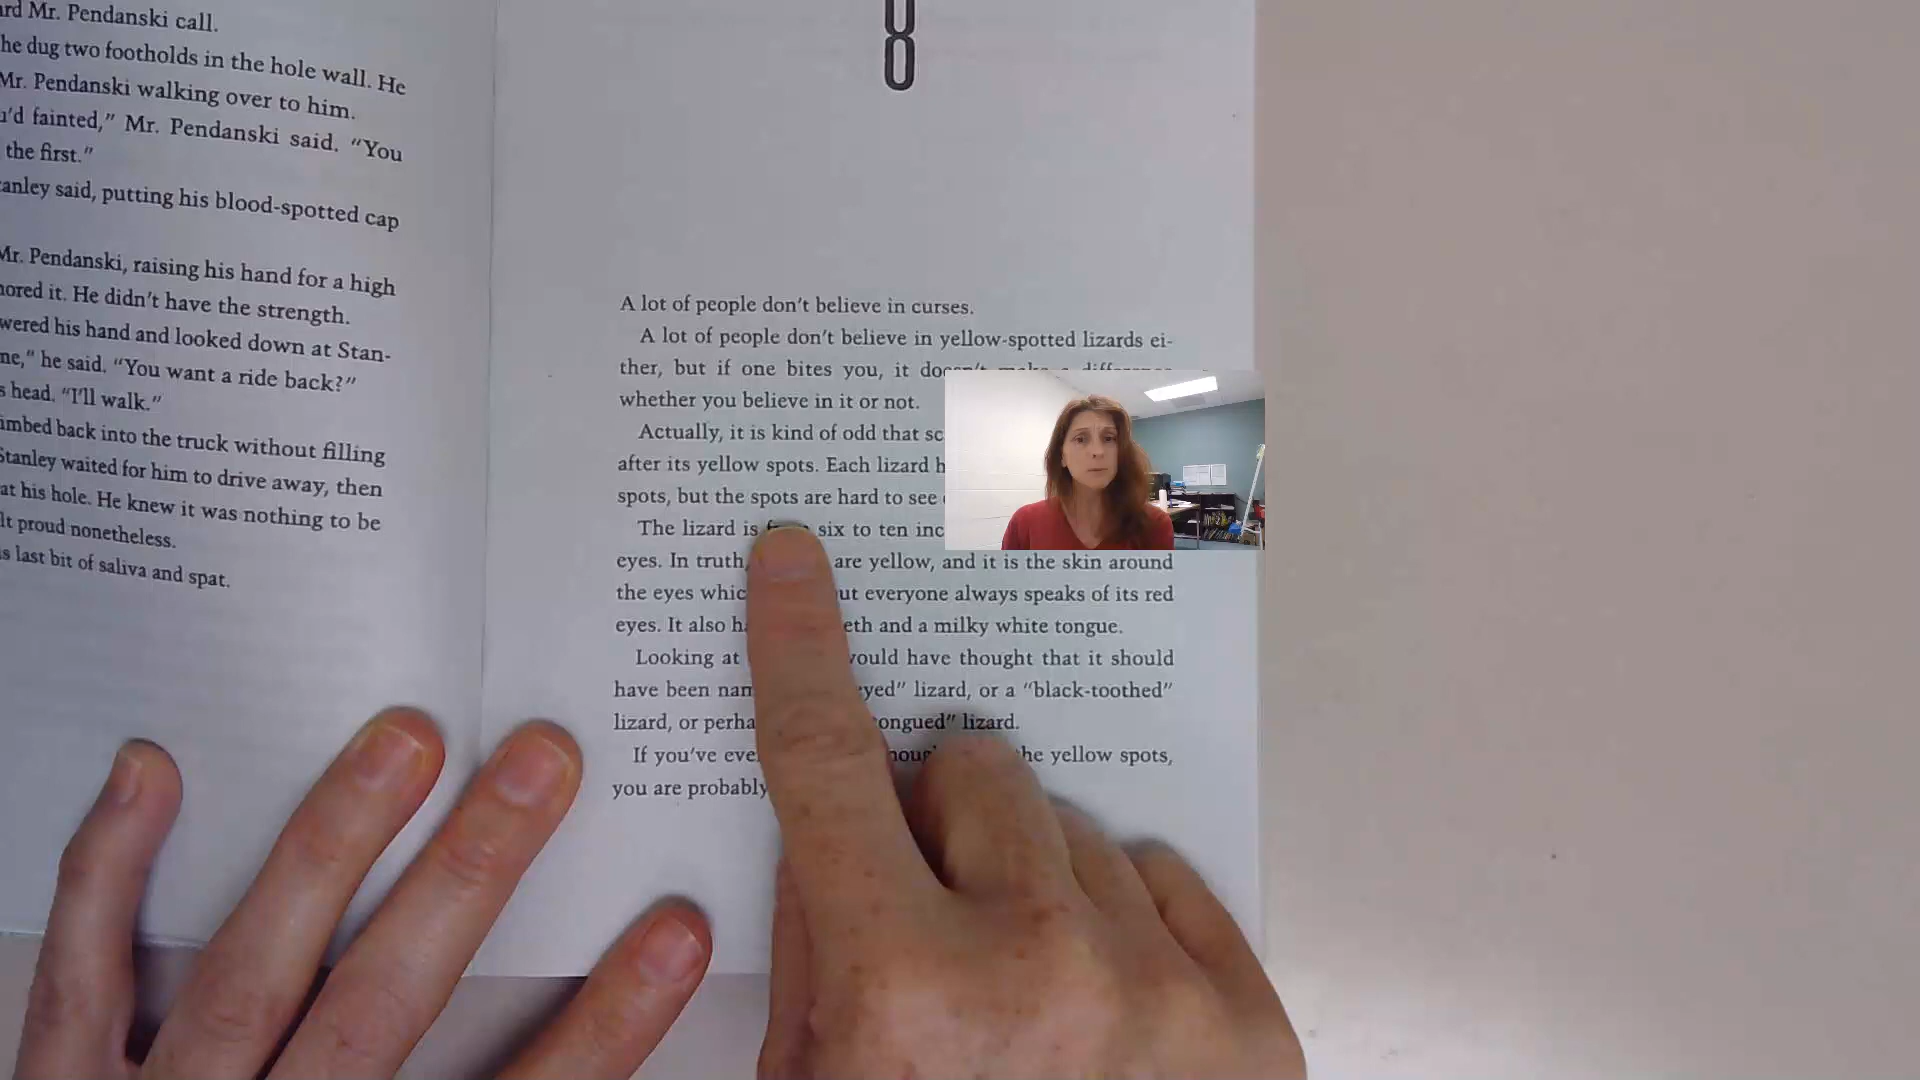 Mr. Pendanski call.
he dug two footholds in the hole wall. He
Mr. Pendanski walking over to him.
fainted," Mr. Pendanski said. "You
the first."
said, putting his blood-spotted cap
Mr. Pendanski, raising his hand for a high
it. He didn't have the strength.
his hand and looked down at Stan-
he said. "You want a ride back?"
head. "I'll walk."
back into the truck without filling
Stanley waited for him to drive away, then
at his hole. He knew it was nothing to be
proud nonetheless.
last bit of saliva and spat.
8
A lot of people don't believe in curses.
A lot of people don't believe in yellow-spotted lizards ei-
ther, but if one bites you, it doesn't make a difference
whether you believe in it or not.
Actually, it is kind of odd that
after its yellow spots. Each lizard
spots, but the spots are hard to see
The lizard is from six to ten
eyes. In truth, are yellow, and it is the skin around
the eyes everyone always speaks of its red
eyes. It also and a milky white tongue.
Looking at would have thought that it should
have been lizard, or a "black-toothed"
lizard, or lizard.
If you've the yellow spots,
you are probably